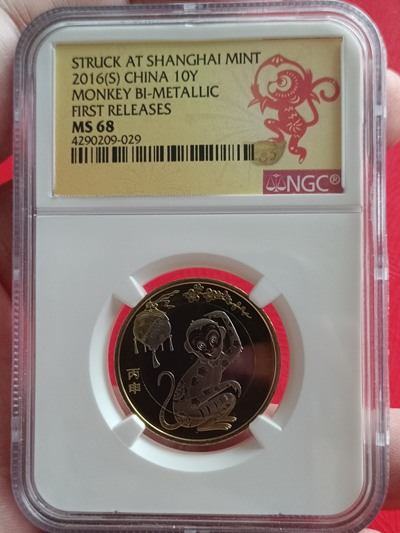 STRUCK AT SHANGHAI MINT
2016(S) CHINA 10Y
MONKEY BI-METALLIC
FIRST RELEASES
MS 68
4290209-029
NGC®
丙申